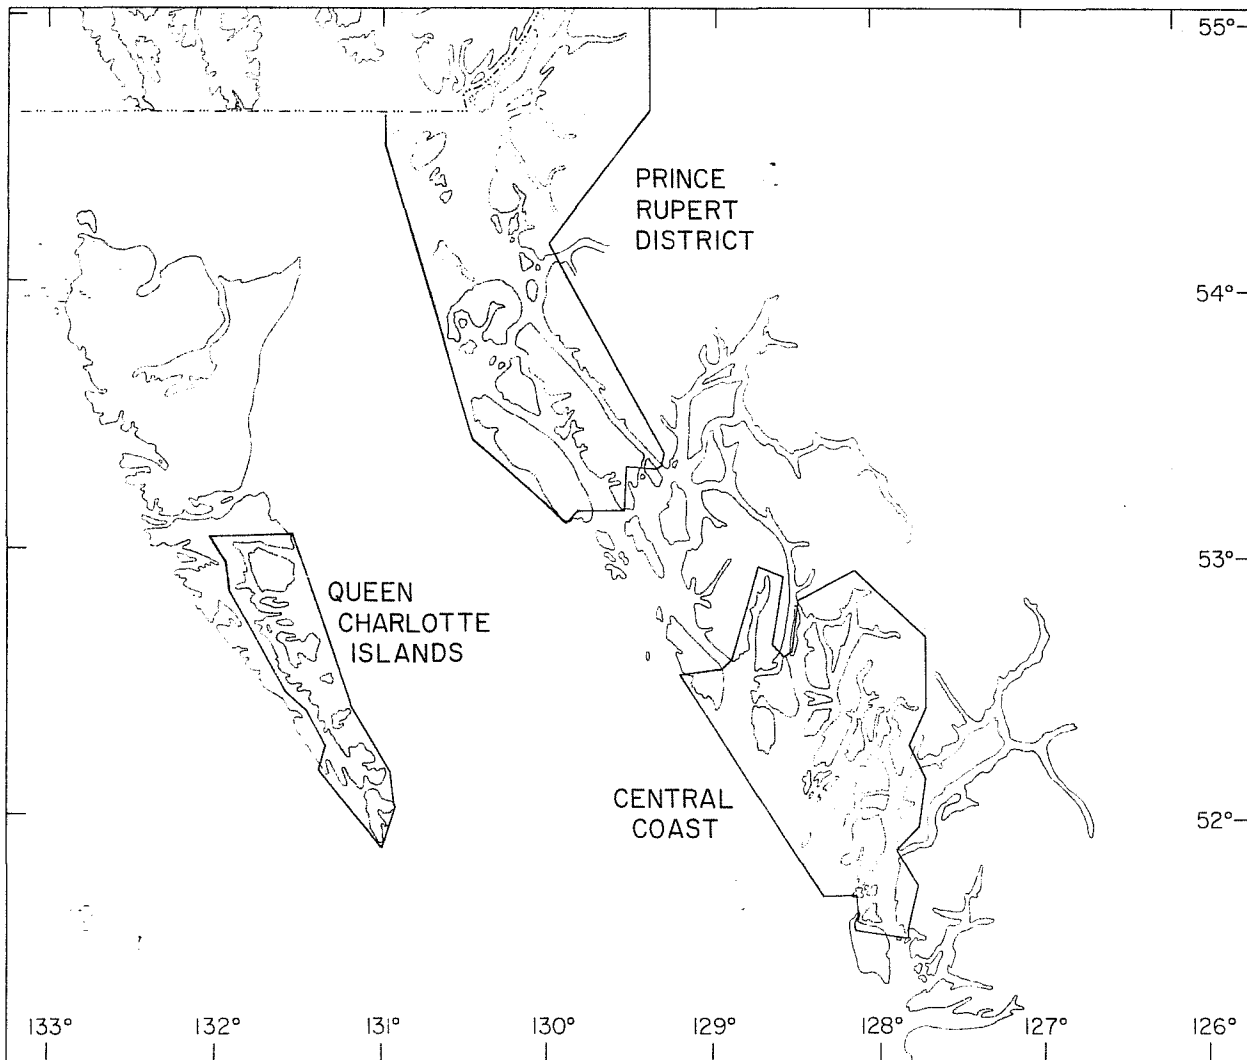 55°
PRINCE
RUPERT
DISTRICT
54°
53°
QUEEN
CHARLOTTE
ISLANDS
CENTRAL
COAST
52°
133°
132°
131°
130°
129°
128°
127°
126°